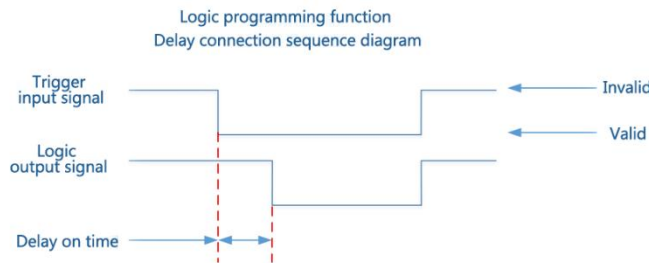 Logic programming function
Delay connection sequence diagram
Trigger
input signal
Invalid
Valid
Logic
output signal
Delay on time